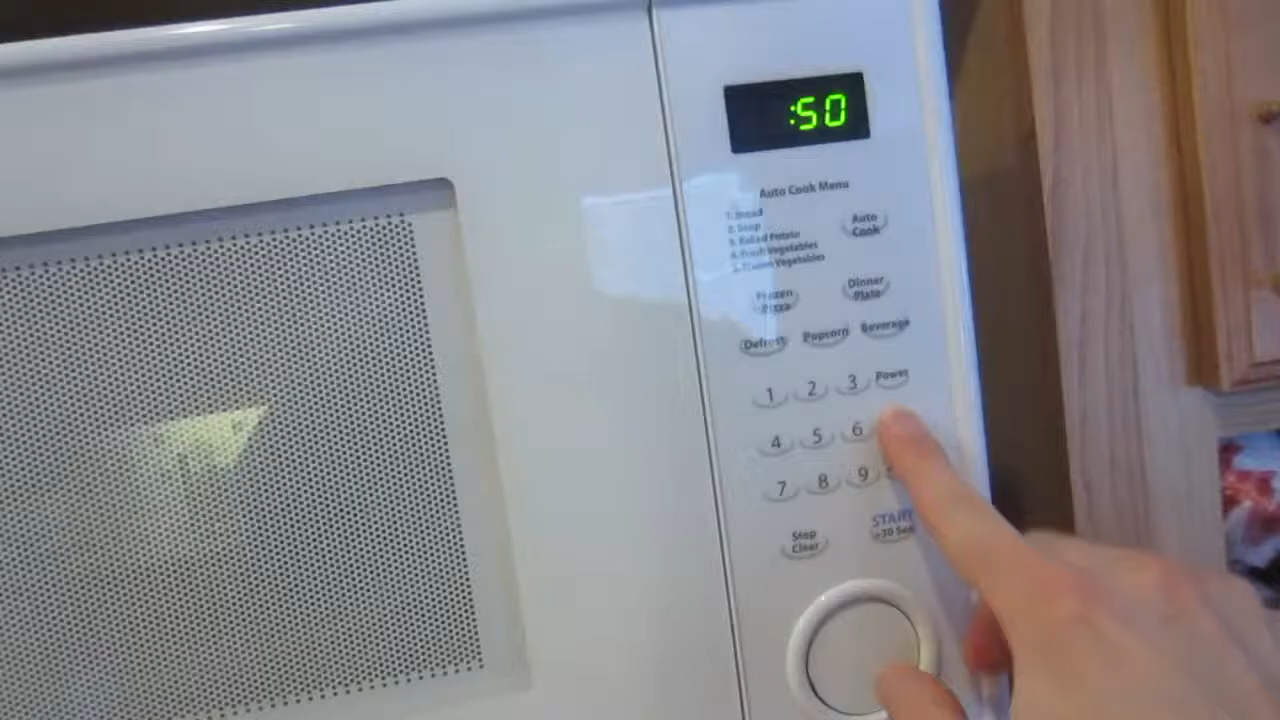 :50
Auto Cook Menu
1. Bread
2. Soup
3. Baked Potato
4. Fresh Vegetables
5. Frozen Vegetables
Auto
Cook
Frozen
Pizza
Dinner
Plate
Defrost Popcorn Beverage
1 2 3 Power
4 5 6
7 8 9
Stop
Clear
START
+30 Sec